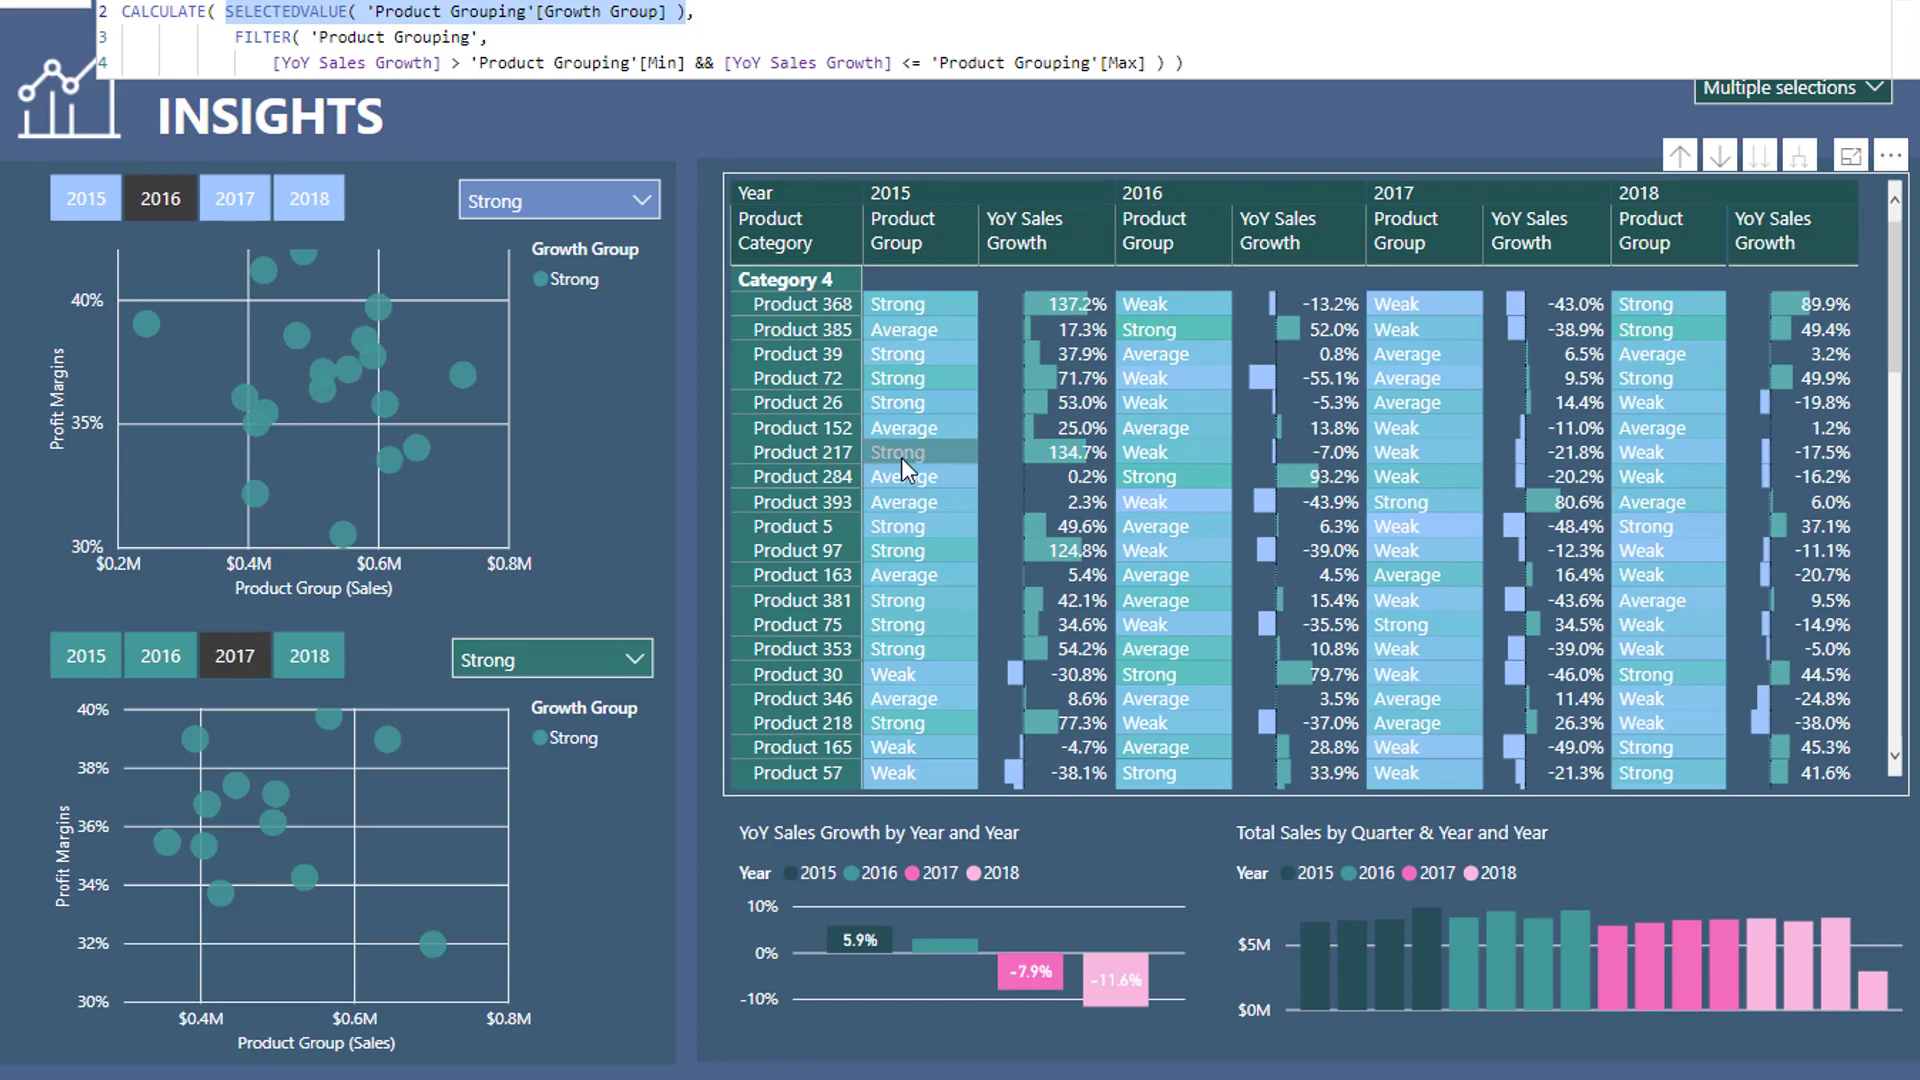 2 CALCULATE( SELECTEDVALUE( 'Product Grouping'[Growth Group] ),
3 FILTER( 'Product Grouping',
4 [YoY Sales Growth] > 'Product Grouping'[Min] && [YoY Sales Growth] <= 'Product Grouping'[Max] ) )
INSIGHTS
Multiple selections
2015 2016 2017 2018
Strong
Growth Group
Strong
40%
35%
30%
Profit Margins
$0.2M $0.4M $0.6M $0.8M
Product Group (Sales)
2015 2016 2017 2018
Strong
Growth Group
Strong
40%
38%
36%
34%
32%
30%
Profit Margins
$0.4M $0.6M $0.8M
Product Group (Sales)
Year 2015 2016 2017 2018
Product Category Product Group YoY Sales Growth Product Group YoY Sales Growth Product Group YoY Sales Growth Product Group YoY Sales Growth
Category 4
Product 368 Strong 137.2% Weak -13.2% Weak -43.0% Strong 89.9%
Product 385 Average 17.3% Strong 52.0% Weak -38.9% Strong 49.4%
Product 39 Strong 37.9% Average 0.8% Average 6.5% Average 3.2%
Product 72 Strong 71.7% Weak -55.1% Average 9.5% Strong 49.9%
Product 26 Strong 53.0% Weak -5.3% Average 14.4% Weak -19.8%
Product 152 Average 25.0% Average 13.8% Weak -11.0% Average 1.2%
Product 217 Strong 134.7% Weak -7.0% Weak -21.8% Weak -17.5%
Product 284 Average 0.2% Strong 93.2% Weak -20.2% Weak -16.2%
Product 393 Average 2.3% Weak -43.9% Strong 80.6% Average 6.0%
Product 5 Strong 49.6% Average 6.3% Weak -48.4% Strong 37.1%
Product 97 Strong 124.8% Weak -39.0% Weak -12.3% Weak -11.1%
Product 163 Average 5.4% Average 4.5% Average 16.4% Weak -20.7%
Product 381 Strong 42.1% Average 15.4% Weak -43.6% Average 9.5%
Product 75 Strong 34.6% Weak -35.5% Strong 34.5% Weak -14.9%
Product 353 Strong 54.2% Average 10.8% Weak -39.0% Weak -5.0%
Product 30 Weak -30.8% Strong 79.7% Weak -46.0% Strong 44.5%
Product 346 Average 8.6% Average 3.5% Average 11.4% Weak -24.8%
Product 218 Strong 77.3% Weak -37.0% Average 26.3% Weak -38.0%
Product 165 Weak -4.7% Average 28.8% Weak -49.0% Strong 45.3%
Product 57 Weak -38.1% Strong 33.9% Weak -21.3% Strong 41.6%
YoY Sales Growth by Year and Year
Year 2015 2016 2017 2018
10%
0%
-10%
5.9%
-7.9%
-11.6%
Total Sales by Quarter & Year and Year
Year 2015 2016 2017 2018
$5M
$0M